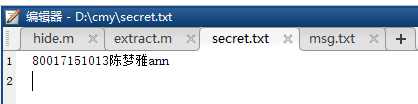 编辑器 - D:\cmy\secret.txt
hide.m × extract.m × secret.txt × msg.txt × +
1 80017151013陈梦雅ann
2